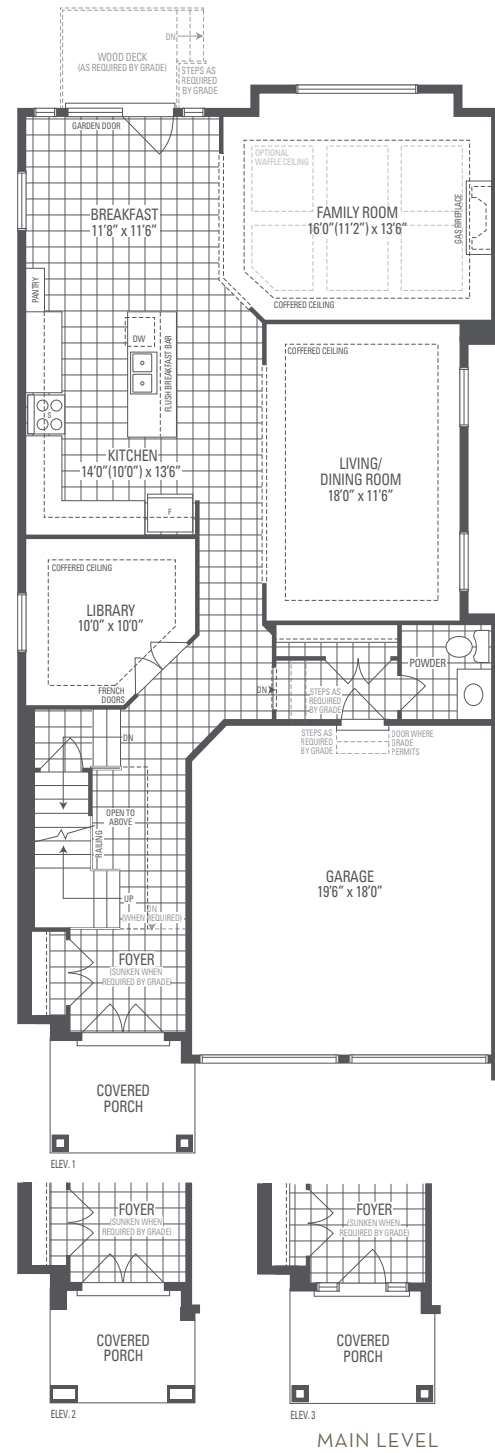 DN
WOOD DECK
(AS REQUIRED BY GRADE)
STEPS AS
REQUIRED
BY GRADE
GARDEN DOOR
OPTIONAL
WAFFLE CEILING
BREAKFAST
11'8" x 11'6"
FAMILY ROOM
16'0"(11'2") x 13'6"
GAS FIREPLACE
PANTRY
COFFERED CEILING
DW
FLUSH BREAKFAST BAR
COFFERED CEILING
S
KITCHEN
14'0"(10'0") x 13'6"
LIVING/
DINING ROOM
18'0" x 11'6"
F
COFFERED CEILING
LIBRARY
10'0" x 10'0"
FRENCH
DOORS
POWDER
DN
STEPS AS
REQUIRED
BY GRADE
DN
STEPS AS
REQUIRED
BY GRADE
DOOR WHERE
GRADE
PERMITS
OPEN TO
ABOVE
RAILING
GARAGE
19'6" x 18'0"
UP
DN
(WHEN REQUIRED)
FOYER
(SUNKEN WHEN
REQUIRED BY GRADE)
COVERED
PORCH
ELEV. 1
FOYER
(SUNKEN WHEN
REQUIRED BY GRADE)
COVERED
PORCH
ELEV. 2
FOYER
(SUNKEN WHEN
REQUIRED BY GRADE)
COVERED
PORCH
ELEV. 3
MAIN LEVEL